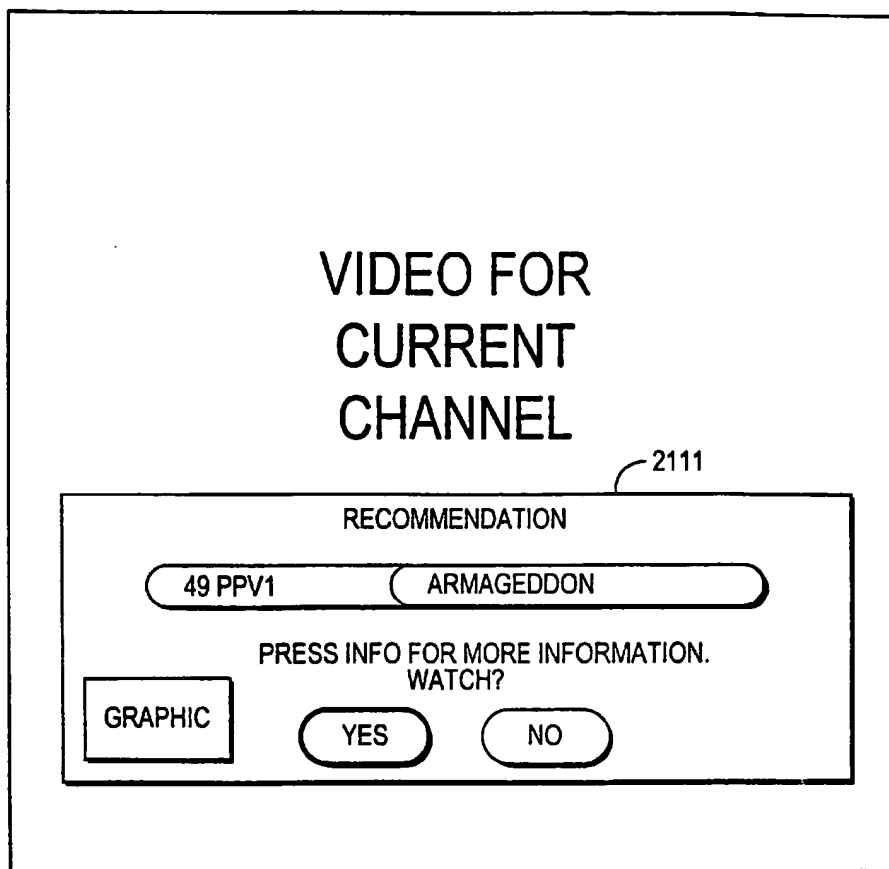 VIDEO FOR
CURRENT
CHANNEL
2111
RECOMMENDATION
49 PPV1 ARMAGEDDON
PRESS INFO FOR MORE INFORMATION.
WATCH?
GRAPHIC YES NO